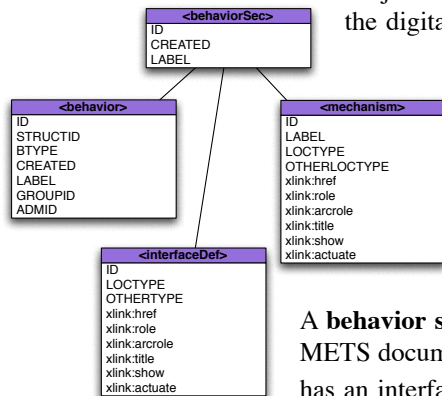 the digita
<behaviorSec>
ID
CREATED
LABEL
<behavior>
ID
STRUCTID
BTYPE
CREATED
LABEL
GROUPID
ADMID
<mechanism>
ID
LABEL
LOCTYPE
OTHERLOCTYPE
xlink:href
xlink:role
xlink:arcrole
xlink:title
xlink:show
xlink:actuate
<interfaceDef>
ID
LOCTYPE
OTHERTYPE
xlink:href
xlink:role
xlink:arcrole
xlink:title
xlink:show
xlink:actuate
A behavior s
METS docum
has an interfa